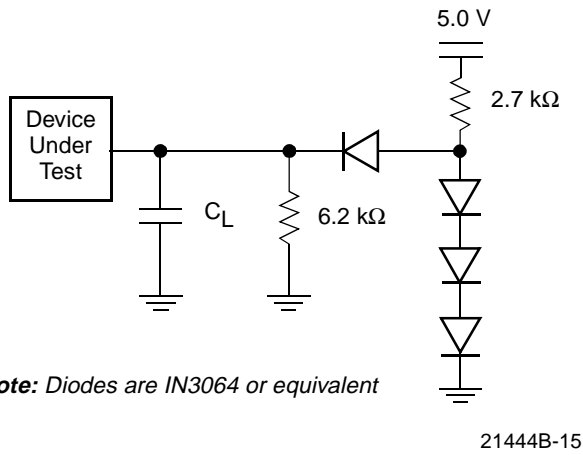 5.0 V
2.7 kΩ
Device
Under
Test
CL
6.2 kΩ
ote: Diodes are IN3064 or equivalent
21444B-15